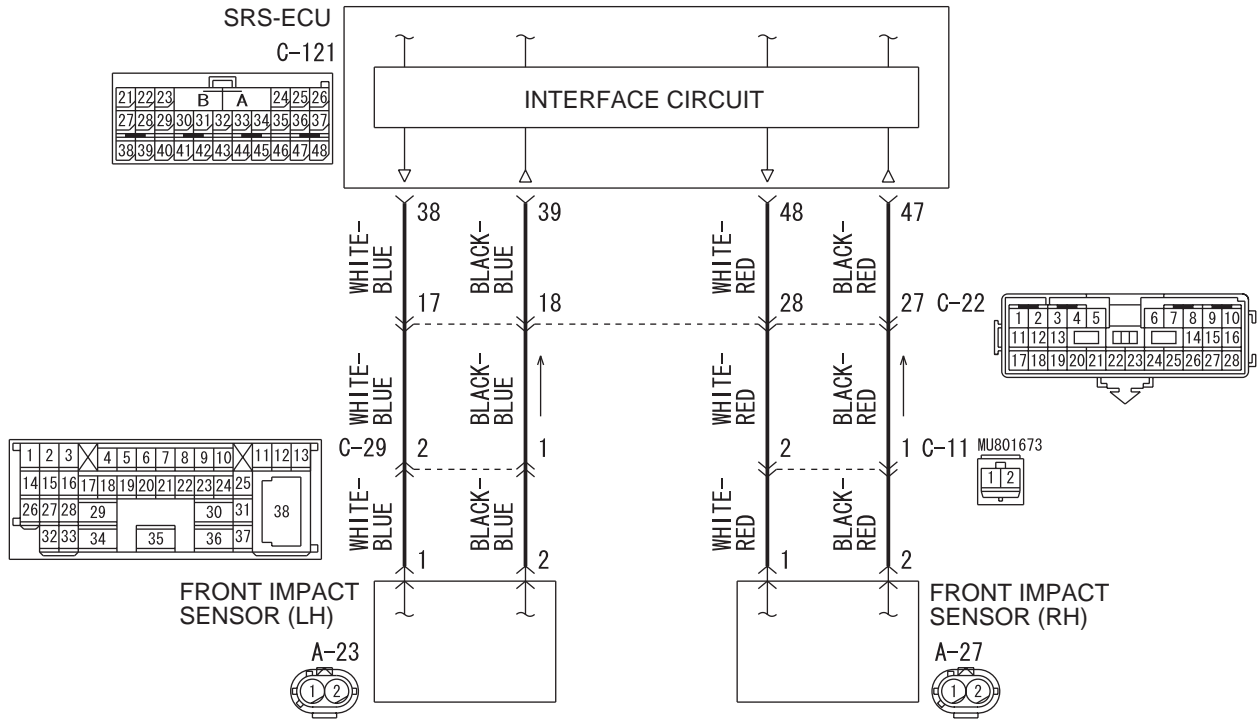 SRS-ECU
C-121
21 22 23 B A 24 25 26
27 28 29 30 31 32 33 34 35 36 37
38 39 40 41 42 43 44 45 46 47 48
INTERFACE CIRCUIT
38 39 48 47
WHITE-
BLUE
BLACK-
BLUE
WHITE-
RED
BLACK-
RED
17 18 28 27 C-22
1 2 3 4 5 6 7 8 9 10
11 12 13 14 15 16
17 18 19 20 21 22 23 24 25 26 27 28
WHITE-
BLUE
BLACK-
BLUE
WHITE-
RED
BLACK-
RED
C-29 2 1 2 1 C-11 MU801673
1 2
1 2 3 4 5 6 7 8 9 10 11 12 13
14 15 16 17 18 19 20 21 22 23 24 25
26 27 28 29 30 31 38
32 33 34 35 36 37
WHITE-
BLUE
BLACK-
BLUE
WHITE-
RED
BLACK-
RED
1 2 1 2
FRONT IMPACT
SENSOR (LH)
A-23
1 2
FRONT IMPACT
SENSOR (RH)
A-27
1 2